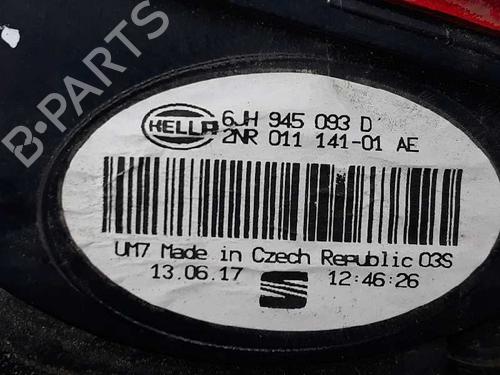 B-PARTS
HELLA
6JH 945 093 D
2NR 011 141-01 AE
UM7 Made in Czech Republic 03S
13.06.17
12:46:26